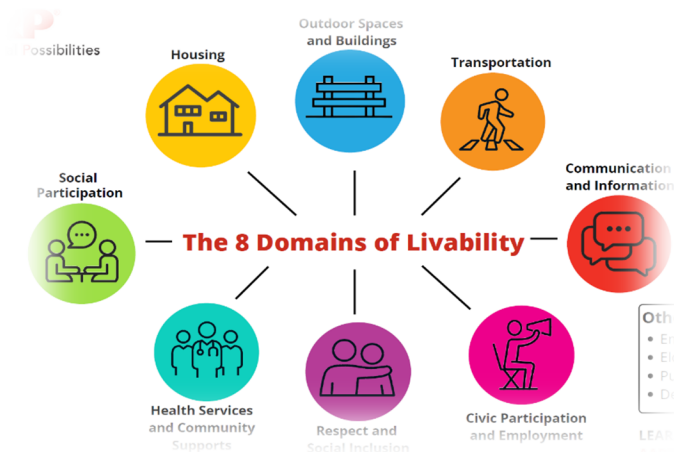 Possibilities
Outdoor Spaces
and Buildings
Housing
Transportation
Social
Participation
Communication
and Information
The 8 Domains of Livability
Health Services
and Community
Supports
Respect and
Social Inclusion
Civic Participation
and Employment